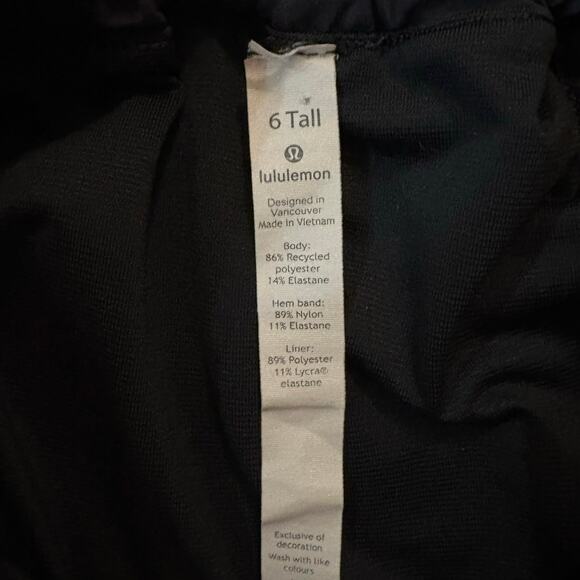 6 Tall
lululemon
Designed in
Vancouver
Made in Vietnam
Body:
86% Recycled
polyester
14% Elastane
Hem band:
89% Nylon
11% Elastane
Liner:
89% Polyester
11% Lycra®
elastane
Exclusive of
decoration
Wash with like
colours